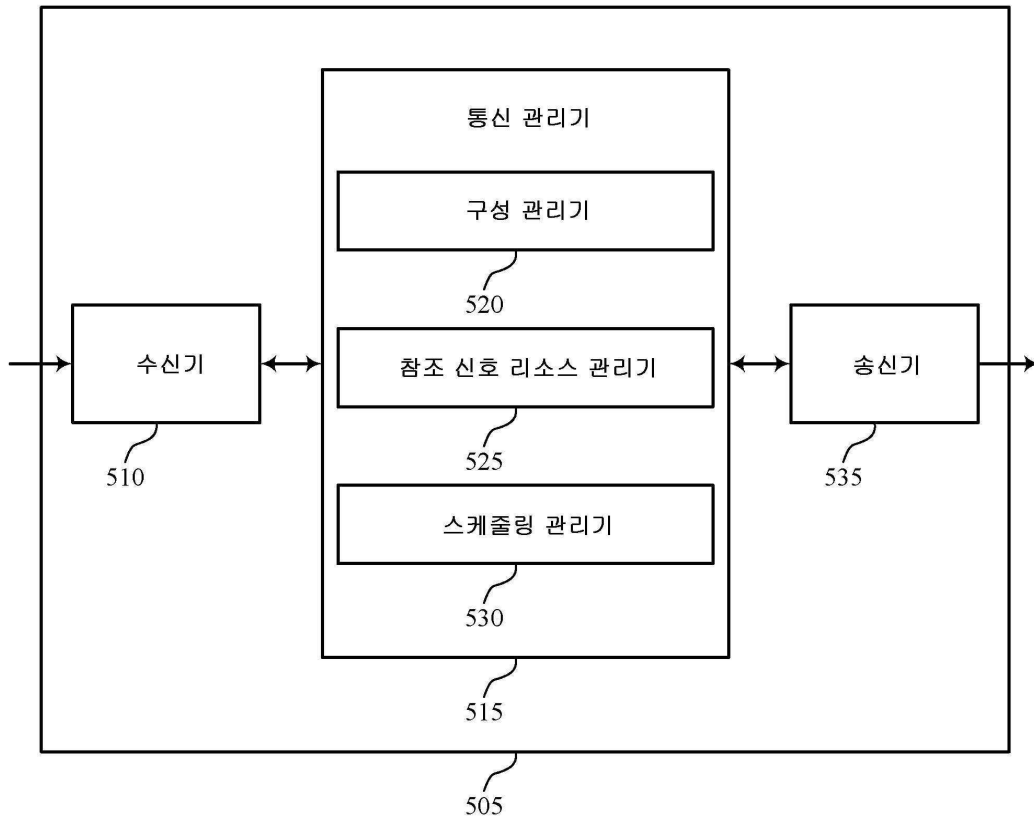 통신 관리기
구성 관리기
520
수신기
510
참조 신호 리소스 관리기
525
송신기
535
스케줄링 관리기
530
515
505